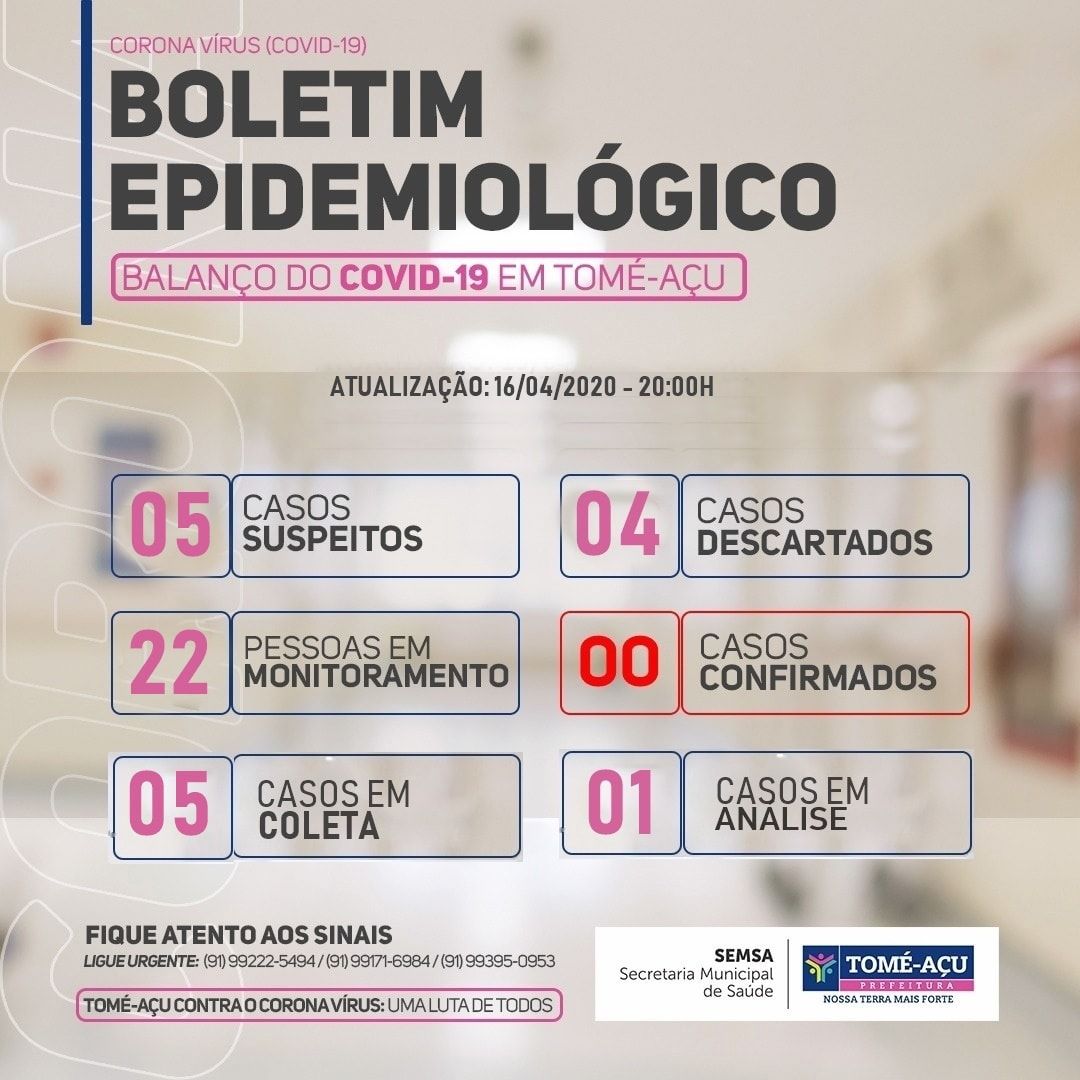 CORONA VÍRUS (COVID-19)
BOLETIM
EPIDEMIOLÓGICO
BALANÇO DO COVID-19 EM TOMÉ-AÇU
ATUALIZAÇÃO: 16/04/2020 - 20:00H
05 CASOS
SUSPEITOS
04 CASOS
DESCARTADOS
22 PESSOAS EM
MONITORAMENTO
00 CASOS
CONFIRMADOS
05 CASOS EM
COLETA
01 CASOS EM
ANALISE
FIQUE ATENTO AOS SINAIS
LIGUE URGENTE: (91) 99222-5494 / (91) 99171-6984 / (91) 99395-0953
TOMÉ-AÇU CONTRA O CORONA VÍRUS: UMA LUTA DE TODOS
SEMSA
Secretaria Municipal
de Saúde
TOMÉ-AÇU
PREFEITURA
NOSSA TERRA MAIS FORTE
CORONA